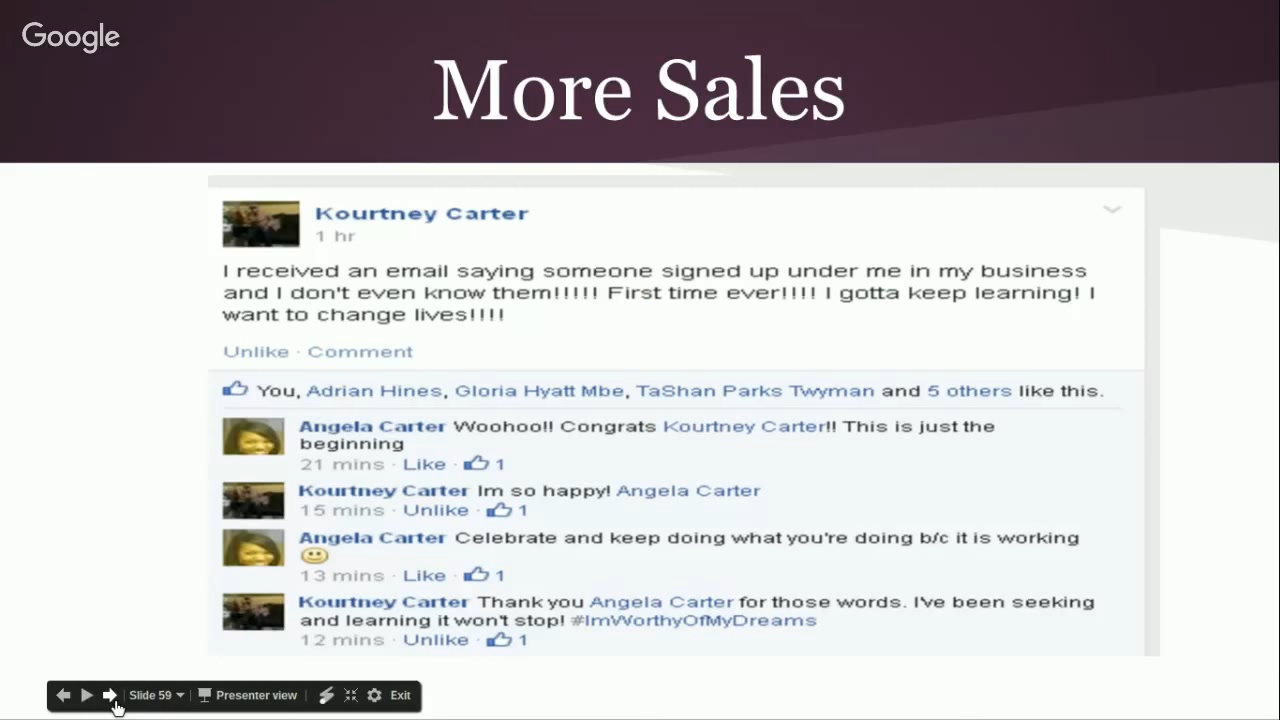 Google
More Sales
Kourtney Carter
1 hr
I received an email saying someone signed up under me in my business
and I don't even know them!!!!! First time ever!!!! I gotta keep learning! I
want to change lives!!!!
Unlike · Comment
You, Adrian Hines, Gloria Hyatt Mbe, TaShan Parks Twyman and 5 others like this.
Angela Carter Woohoo!! Congrats Kourtney Carter!! This is just the
beginning
21 mins · Like · 1
Kourtney Carter Im so happy! Angela Carter
15 mins · Unlike · 1
Angela Carter Celebrate and keep doing what you're doing b/c it is working
13 mins · Like · 1
Kourtney Carter Thank you Angela Carter for those words. I've been seeking
and learning it won't stop! #ImWorthyOfMyDreams
12 mins · Unlike · 1
Slide 59 Presenter view Exit